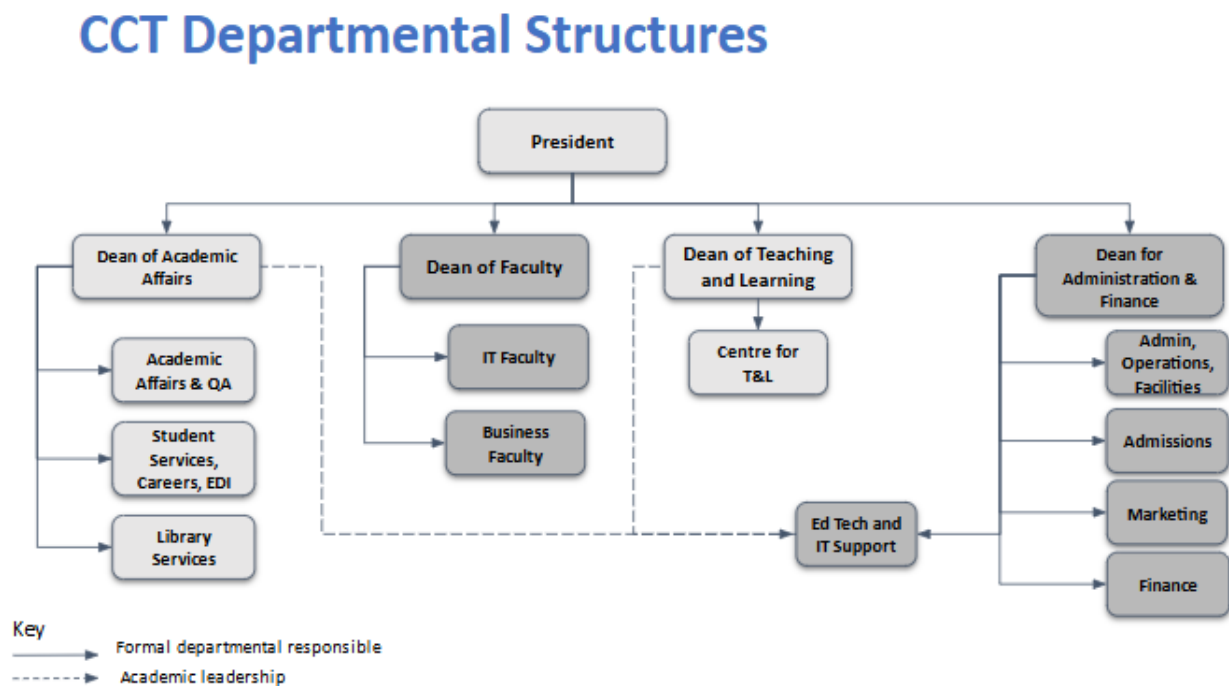 CCT Departmental Structures
President
Dean of Academic
Affairs
Dean of Faculty
Dean of Teaching
and Learning
Dean for
Administration &
Finance
Academic
Affairs & QA
IT Faculty
Centre for
T&L
Admin,
Operations,
Facilities
Student
Services,
Careers, EDI
Business
Faculty
Admissions
Library
Services
Ed Tech and
IT Support
Marketing
Finance
Key
Formal departmental responsible
Academic leadership